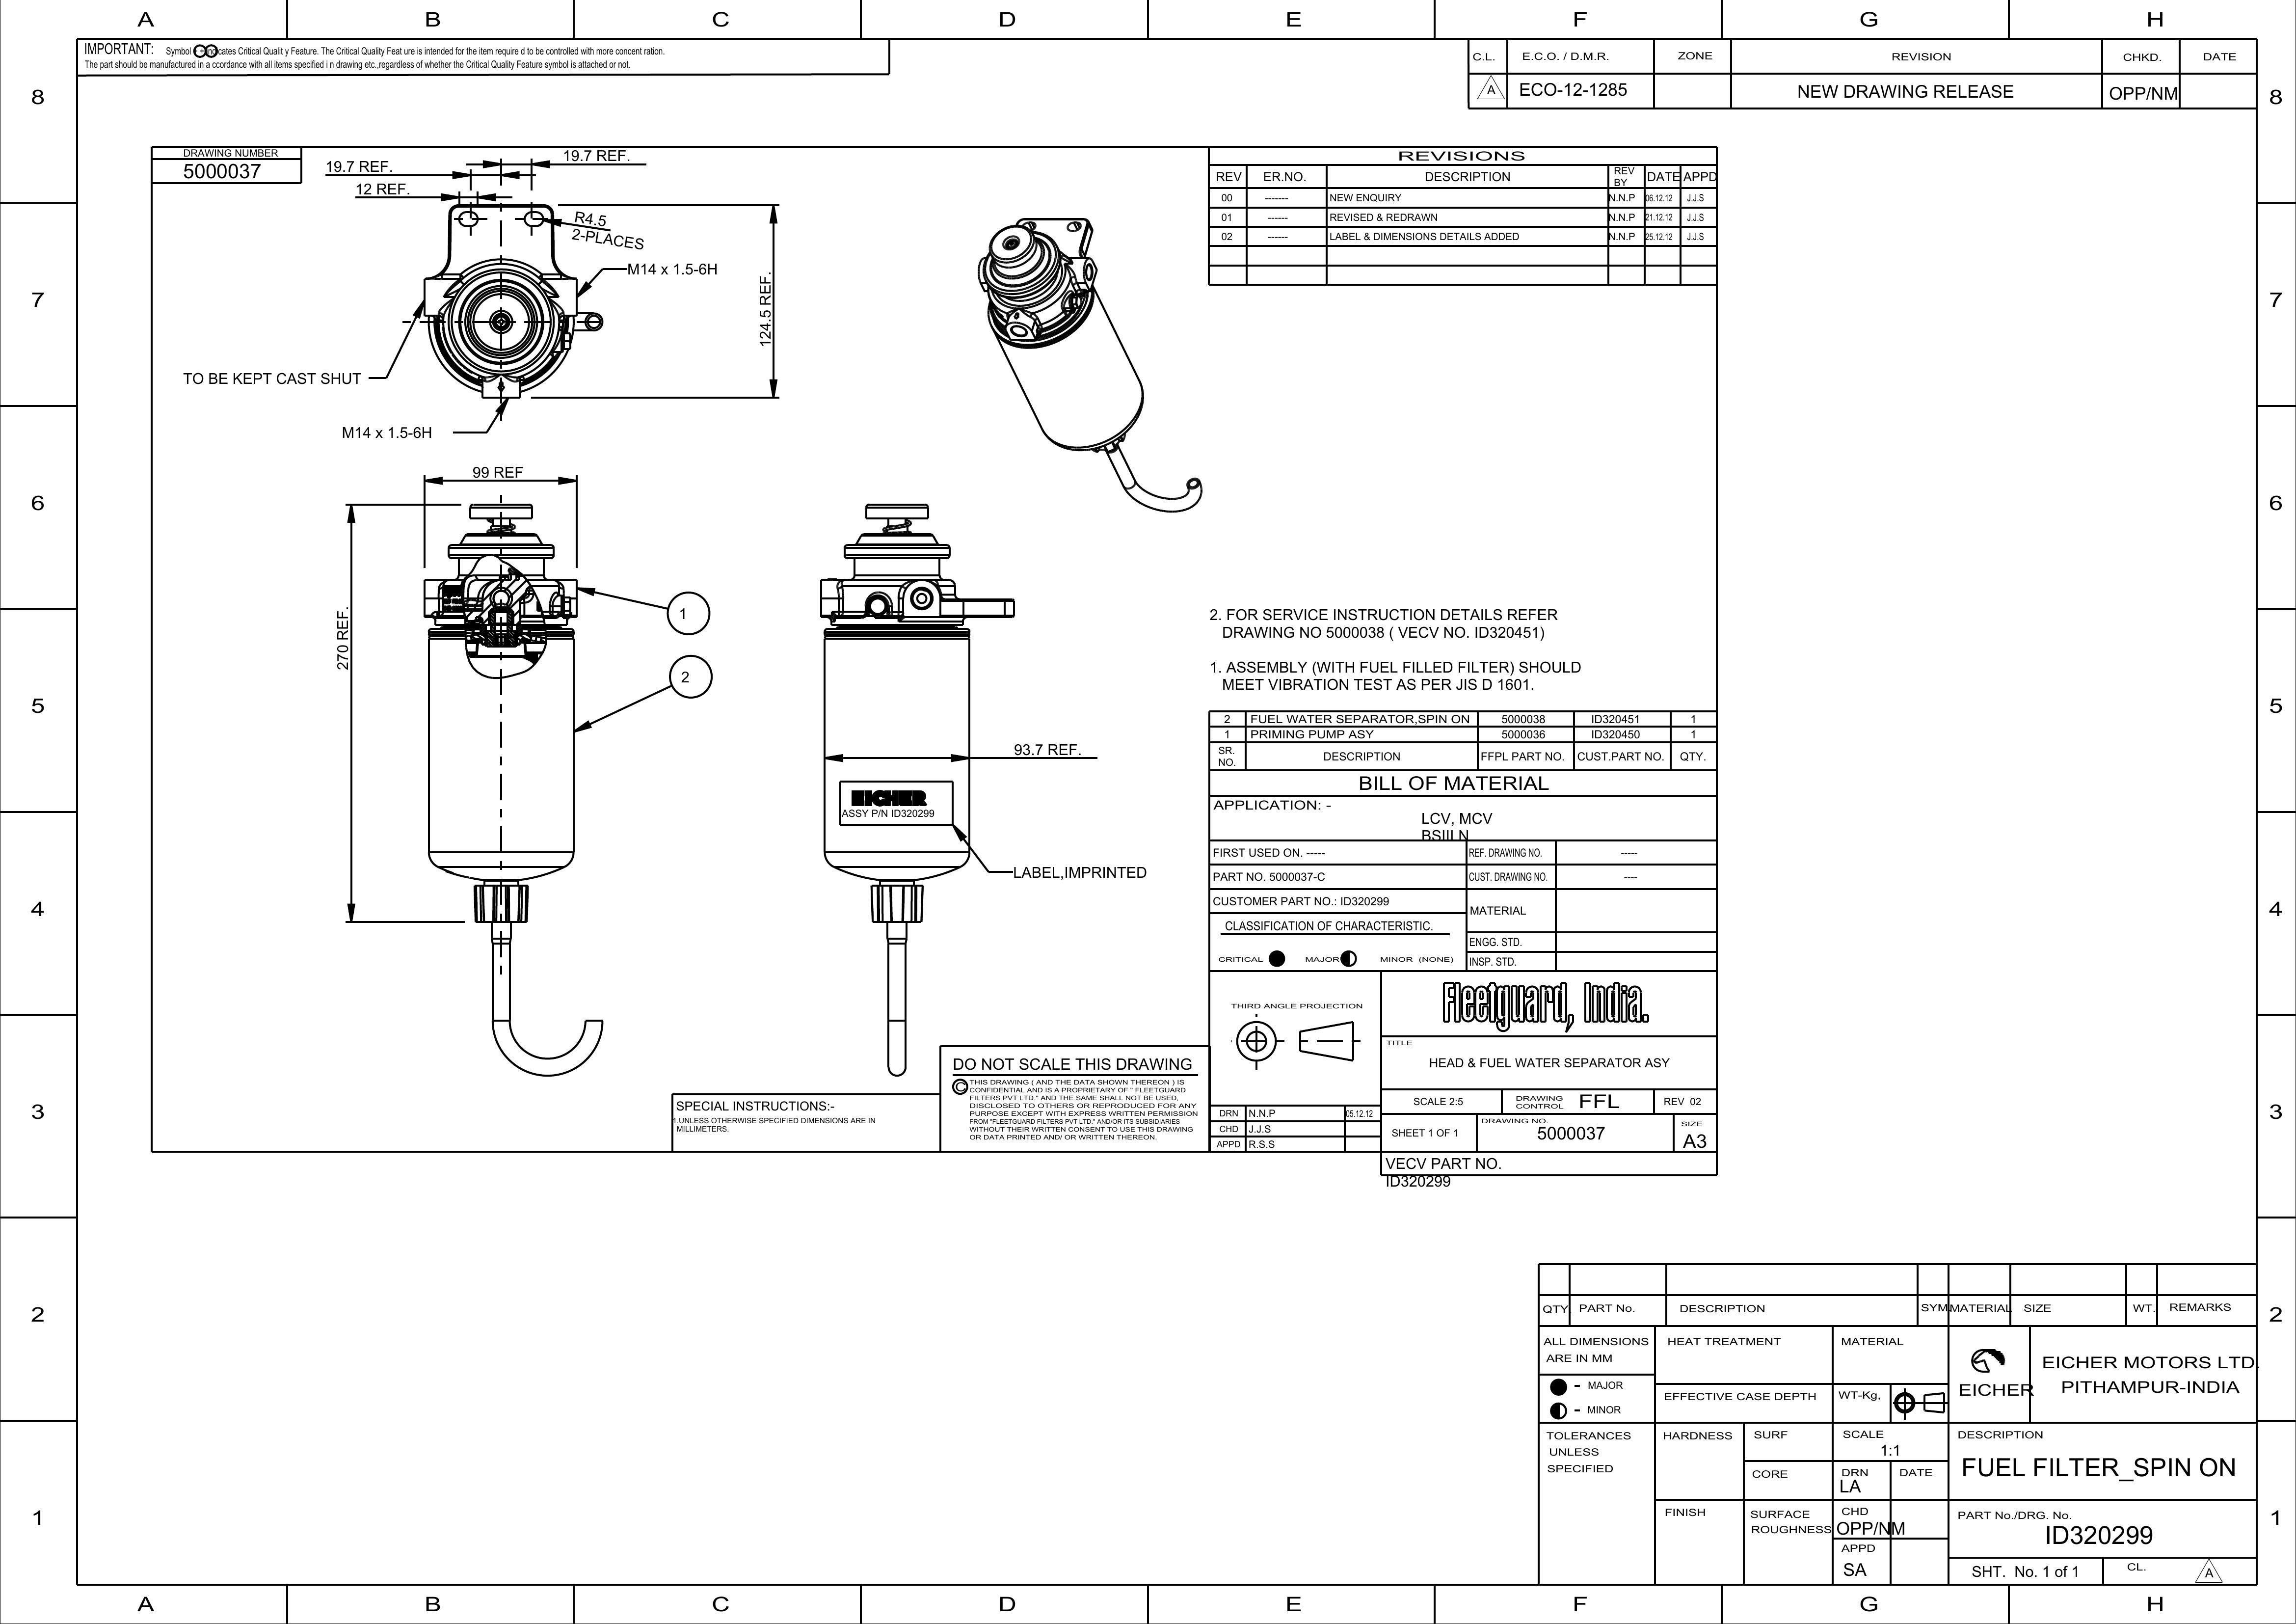 A B C D E F G H
IMPORTANT: Symbol indicates Critical Qualit y Feature. The Critical Quality Feat ure is intended for the item require d to be controlled with more concent ration.
The part should be manufactured in a ccordance with all items specified i n drawing etc.,regardless of whether the Critical Quality Feature symbol is attached or not.
C.L. E.C.O. / D.M.R. ZONE REVISION CHKD. DATE
A ECO-12-1285 NEW DRAWING RELEASE OPP/NM
8 8
7 7
6 6
5 5
4 4
3 3
2 2
1 1
DRAWING NUMBER
5000037
19.7 REF.
19.7 REF.
12 REF.
R4.5
2-PLACES
M14 x 1.5-6H
124.5 REF.
TO BE KEPT CAST SHUT
M14 x 1.5-6H
99 REF
270 REF.
1
2
93.7 REF.
EICHER
ASSY P/N ID320299
LABEL,IMPRINTED
REVISIONS
REV ER.NO. DESCRIPTION REV BY DATE APPD
00 ------- NEW ENQUIRY N.N.P 06.12.12 J.J.S
01 ------ REVISED & REDRAWN N.N.P 21.12.12 J.J.S
02 ------ LABEL & DIMENSIONS DETAILS ADDED N.N.P 25.12.12 J.J.S
2. FOR SERVICE INSTRUCTION DETAILS REFER
DRAWING NO 5000038 ( VECV NO. ID320451)
1. ASSEMBLY (WITH FUEL FILLED FILTER) SHOULD
MEET VIBRATION TEST AS PER JIS D 1601.
2 FUEL WATER SEPARATOR,SPIN ON 5000038 ID320451 1
1 PRIMING PUMP ASY 5000036 ID320450 1
SR. NO. DESCRIPTION FFPL PART NO. CUST.PART NO. QTY.
BILL OF MATERIAL
APPLICATION: -
LCV, MCV
BSIII N
FIRST USED ON. ----- REF. DRAWING NO. -----
PART NO. 5000037-C CUST. DRAWING NO. ----
CUSTOMER PART NO.: ID320299
MATERIAL
CLASSIFICATION OF CHARACTERISTIC.
ENGG. STD.
CRITICAL MAJOR MINOR (NONE) INSP. STD.
THIRD ANGLE PROJECTION
Fleetguard, India.
TITLE
HEAD & FUEL WATER SEPARATOR ASY
SCALE 2:5 DRAWING CONTROL FFL REV 02
DRN N.N.P 05.12.12
CHD J.J.S
APPD R.S.S
SHEET 1 OF 1 DRAWING NO. 5000037 SIZE A3
VECV PART NO.
ID320299
SPECIAL INSTRUCTIONS:-
1.UNLESS OTHERWISE SPECIFIED DIMENSIONS ARE IN
MILLIMETERS.
DO NOT SCALE THIS DRAWING
C THIS DRAWING ( AND THE DATA SHOWN THEREON ) IS
CONFIDENTIAL AND IS A PROPRIETARY OF " FLEETGUARD
FILTERS PVT LTD." AND THE SAME SHALL NOT BE USED,
DISCLOSED TO OTHERS OR REPRODUCED FOR ANY
PURPOSE EXCEPT WITH EXPRESS WRITTEN PERMISSION
FROM "FLEETGUARD FILTERS PVT LTD." AND/OR ITS SUBSIDIARIES
WITHOUT THEIR WRITTEN CONSENT TO USE THIS DRAWING
OR DATA PRINTED AND/ OR WRITTEN THEREON.
QTY PART No. DESCRIPTION SYM. MATERIAL SIZE WT. REMARKS
ALL DIMENSIONS
ARE IN MM
HEAT TREATMENT
MATERIAL
- MAJOR
- MINOR
EFFECTIVE CASE DEPTH
WT-Kg,
EICHER
EICHER MOTORS LTD.
PITHAMPUR-INDIA
TOLERANCES
UNLESS
SPECIFIED
HARDNESS SURF
CORE
SCALE
1:1
DRN
LA
DATE
DESCRIPTION
FUEL FILTER_SPIN ON
FINISH
SURFACE
ROUGHNESS
CHD
OPP/NM
APPD
SA
PART No./DRG. No.
ID320299
SHT. No. 1 of 1
CL. A
A B C D E F G H